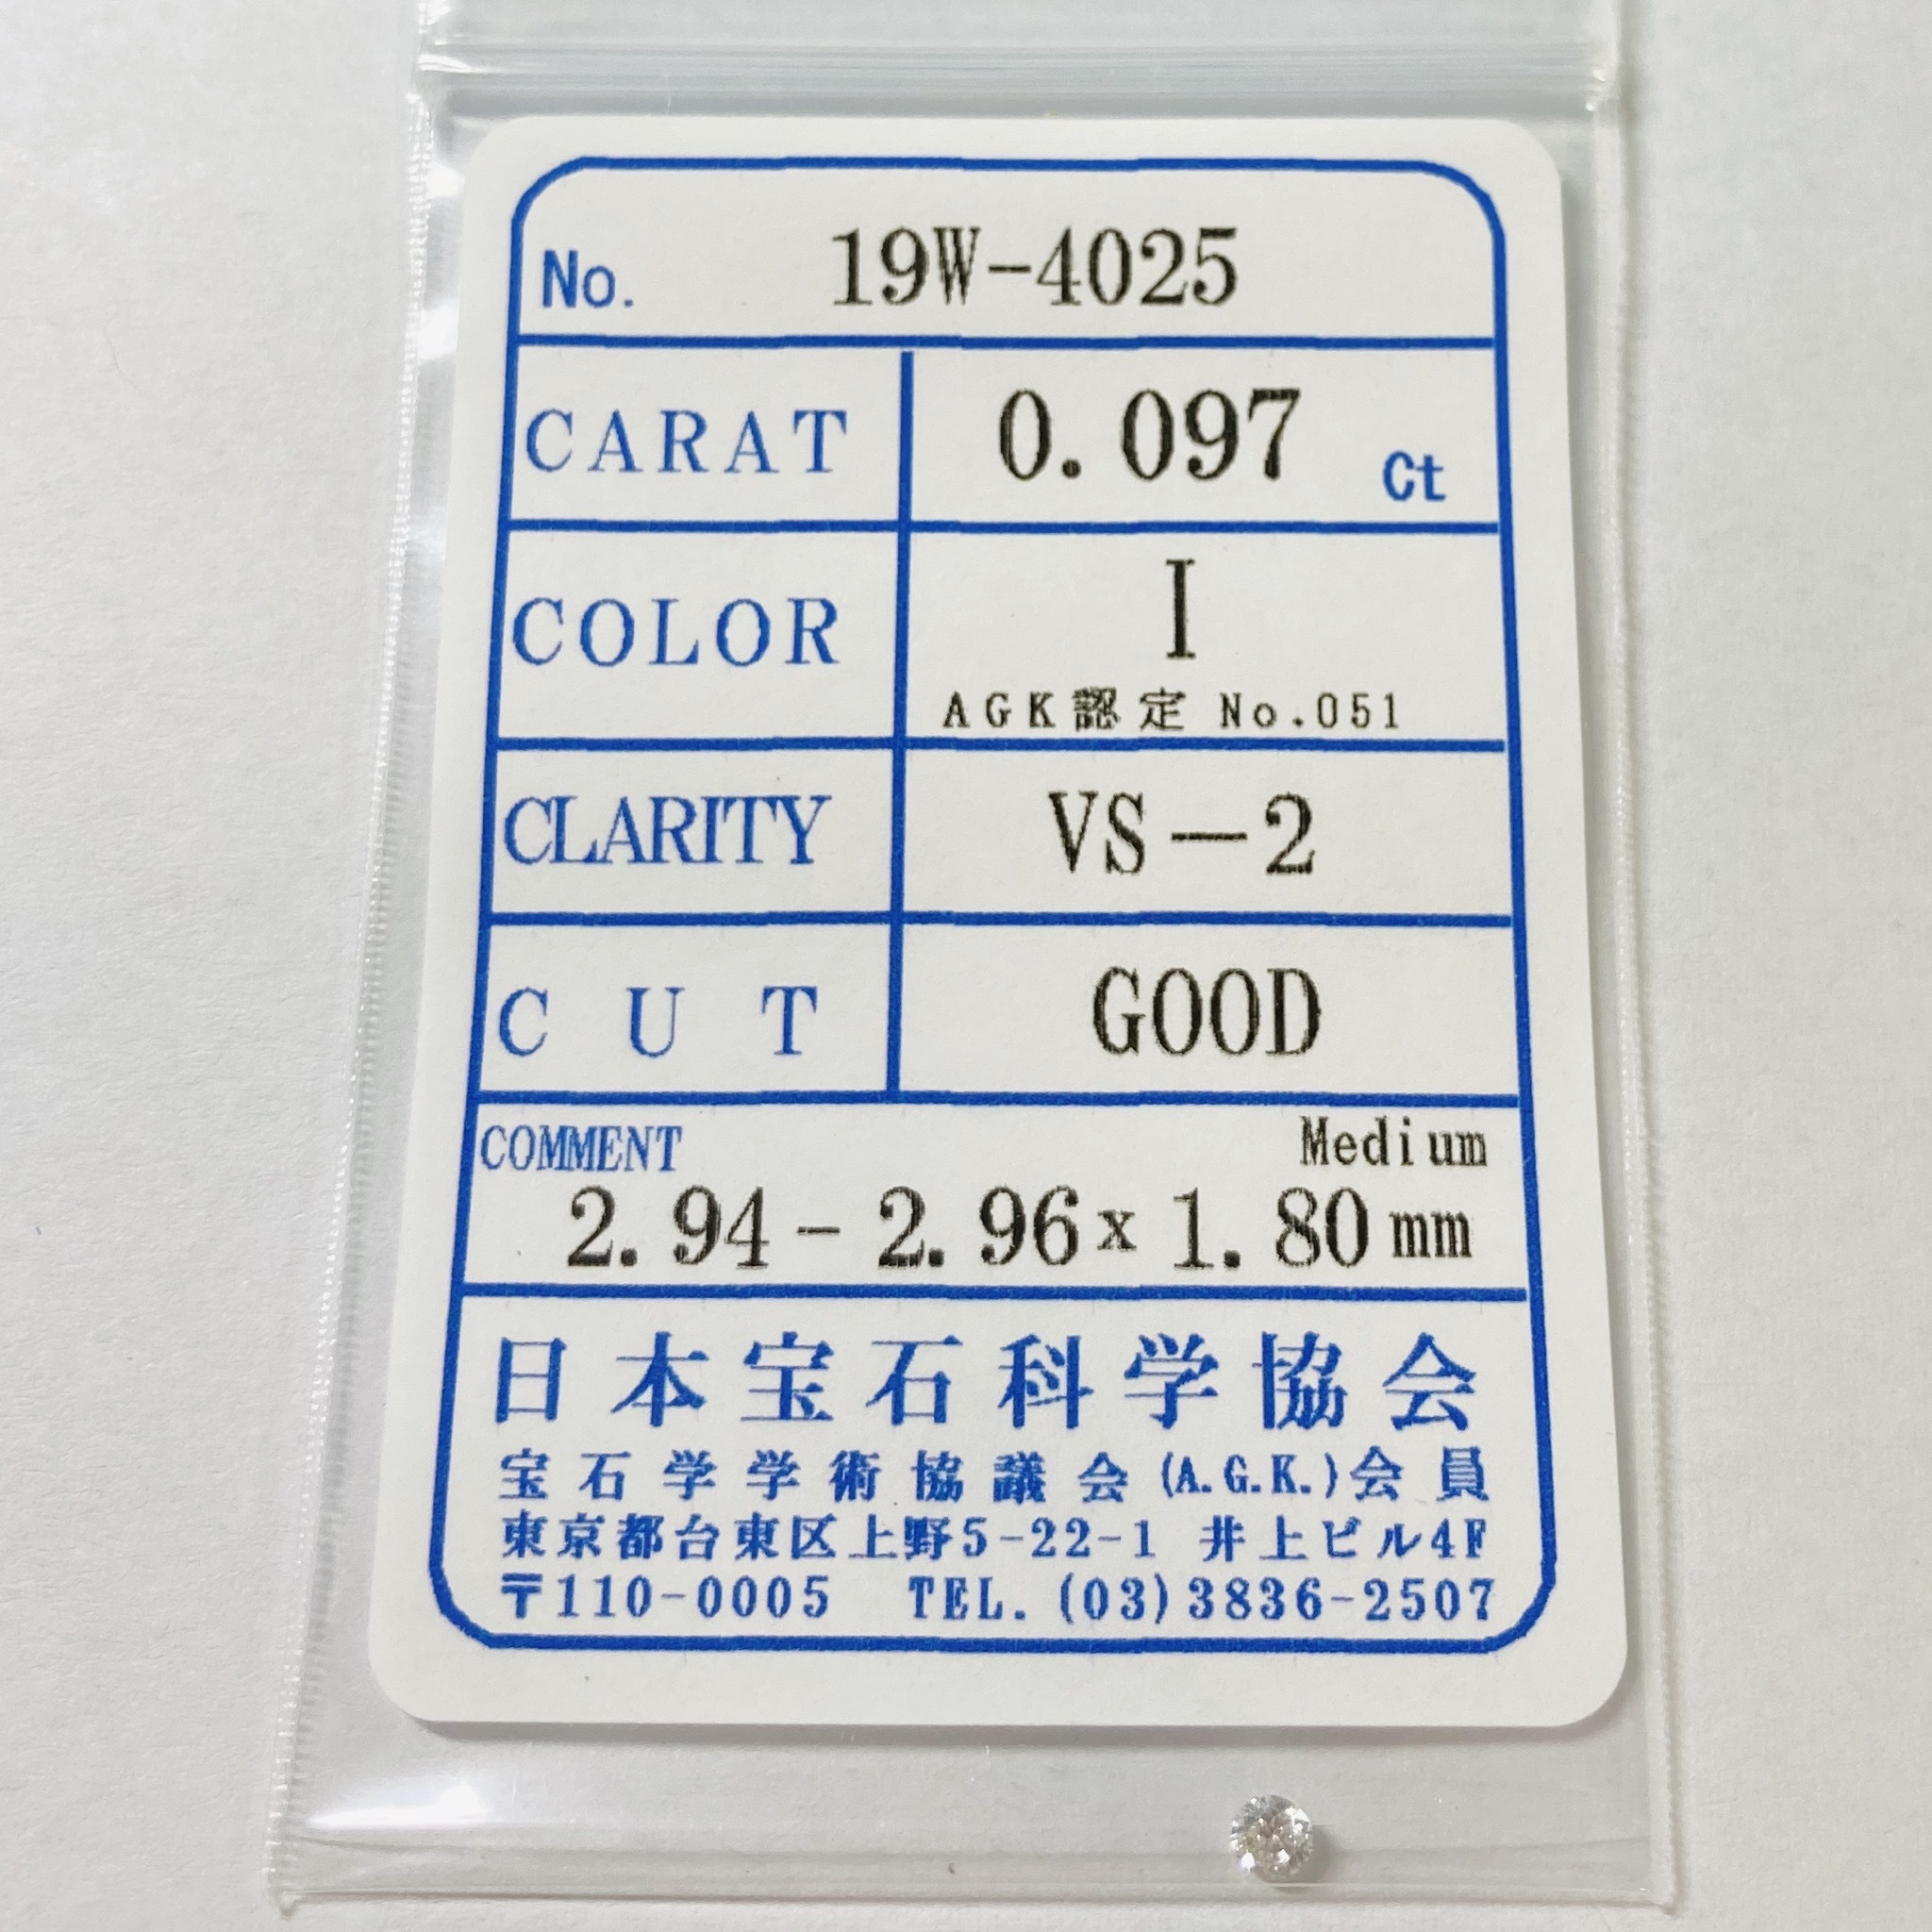 No. 19W-4025
CARAT 0.097 Ct
COLOR I
AGK認定 No.051
CLARITY VS-2
CUT GOOD
COMMENT Medium
2.94-2.96x1.80mm
日本宝石科学協会
宝石学学術協議会(A.G.K.)会員
東京都台東区上野5-22-1 井上ビル4F
〒110-0005 TEL.(03)3836-2507